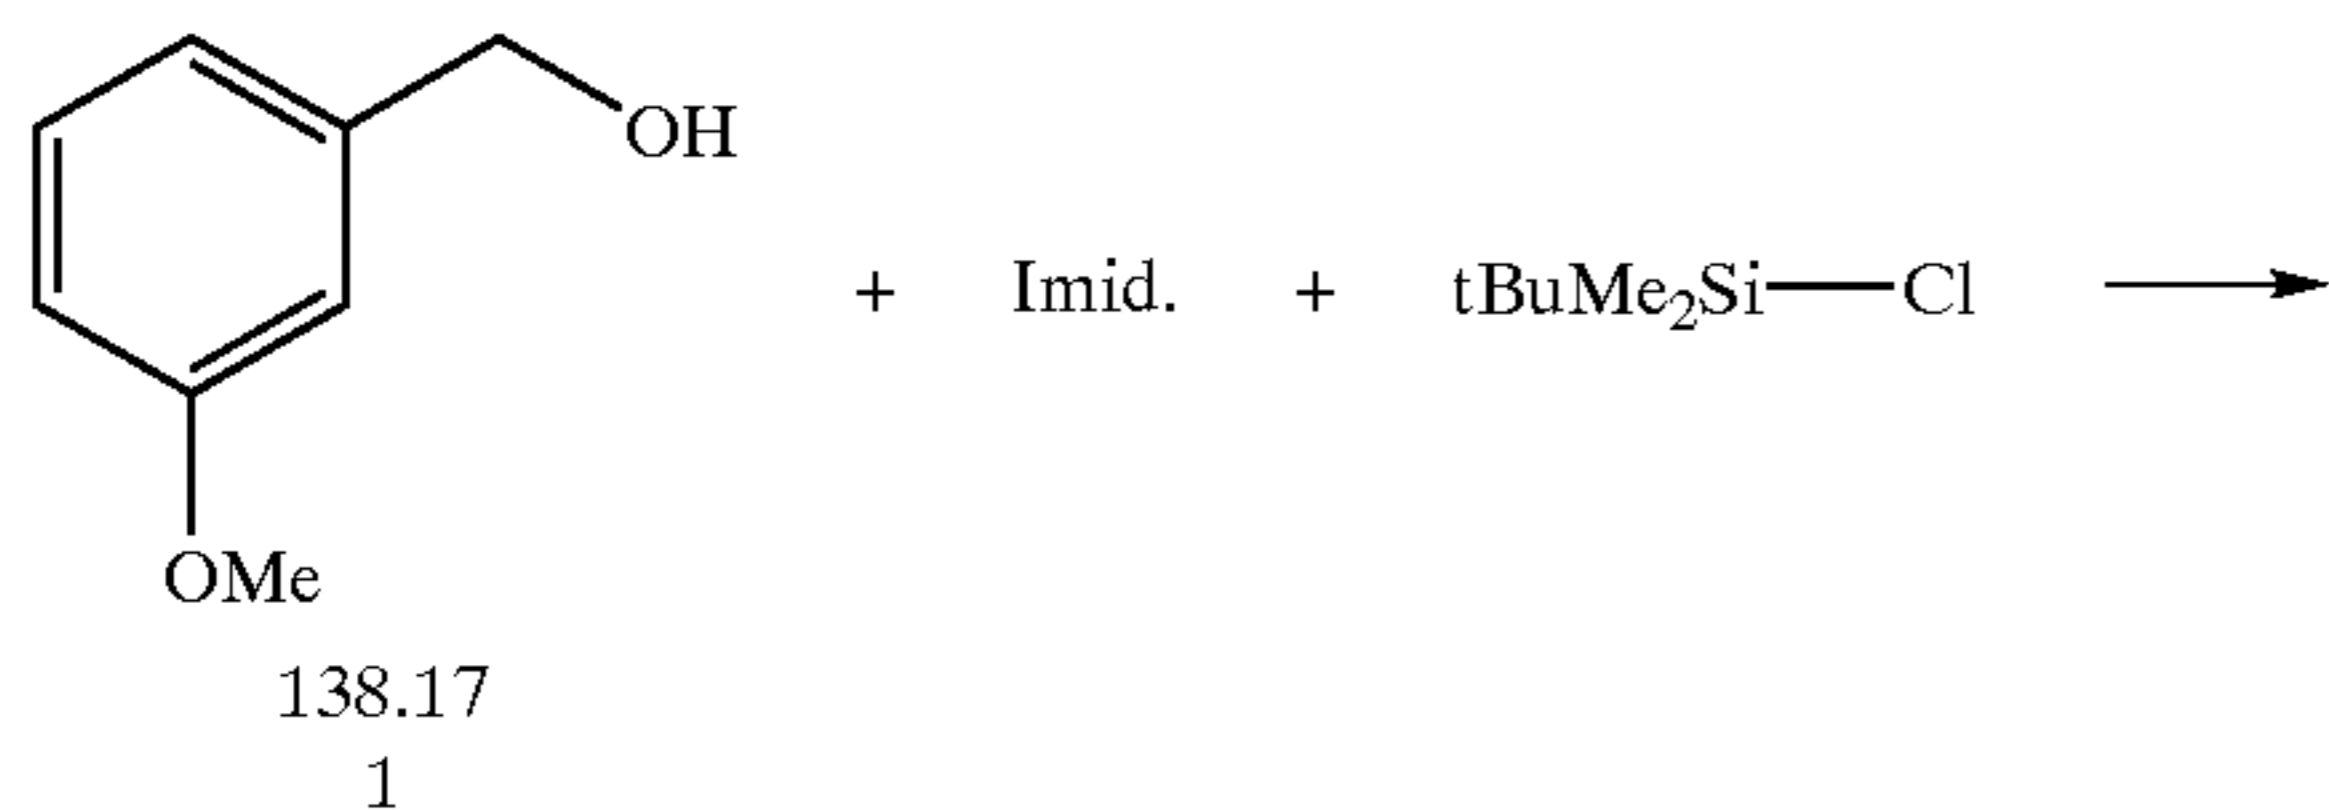 OH
+ Imid. + tBuMe₂Si—Cl
OMe
138.17
1